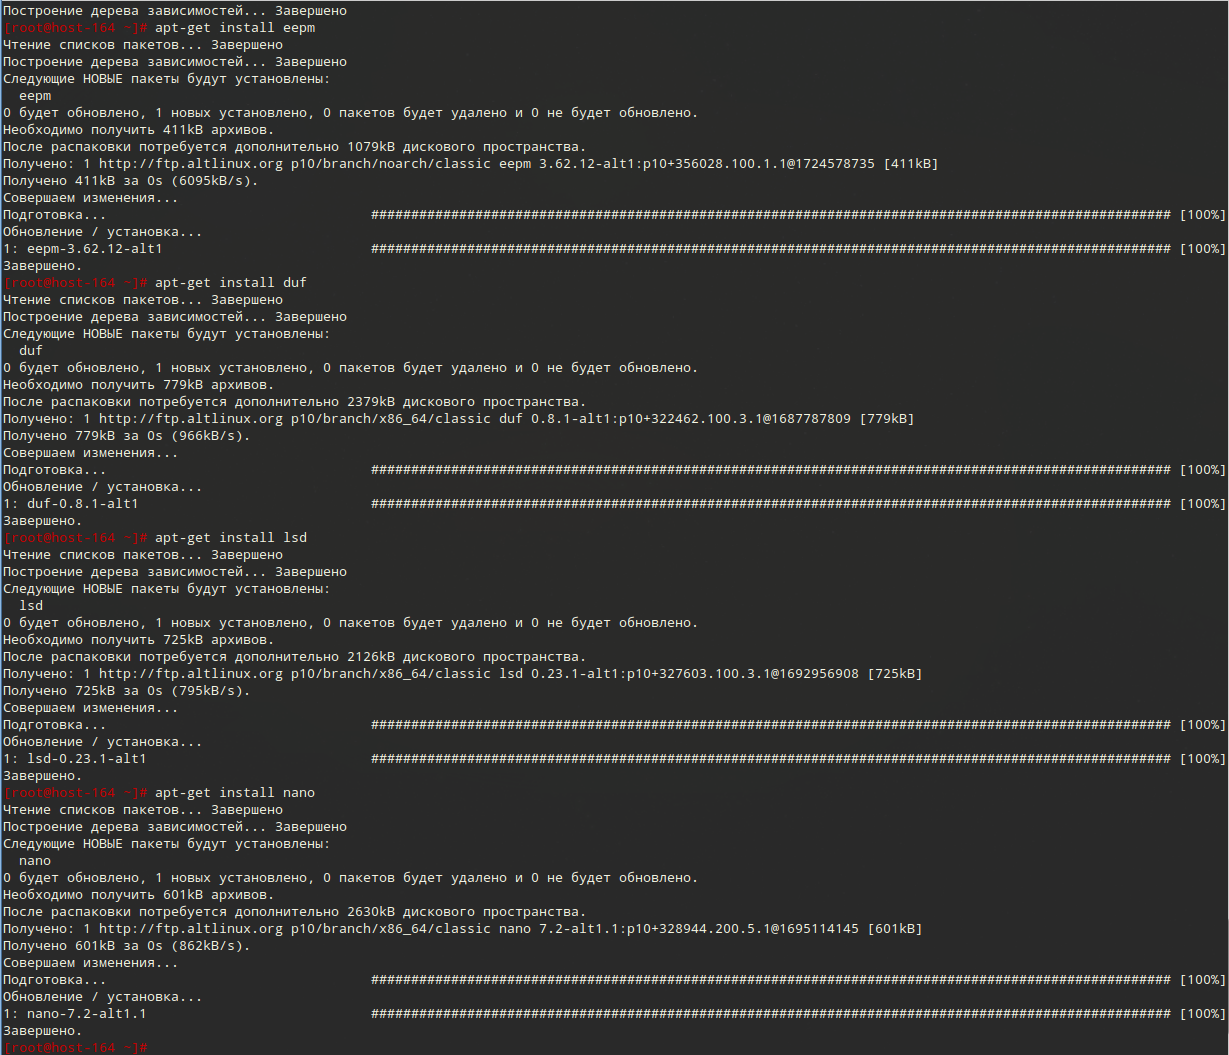 Построение дерева зависимостей... Завершено
[root@host-164 ~]# apt-get install eepm
Чтение списков пакетов... Завершено
Построение дерева зависимостей... Завершено
Следующие НОВЫЕ пакеты будут установлены:
  eepm
0 будет обновлено, 1 новых установлено, 0 пакетов будет удалено и 0 не будет обновлено.
Необходимо получить 411kB архивов.
После распаковки потребуется дополнительно 1079kB дискового пространства.
Получено: 1 http://ftp.altlinux.org p10/branch/noarch/classic eepm 3.62.12-alt1:p10+356028.100.1.1@1724578735 [411kB]
Получено 411kB за 0s (6095kB/s).
Совершаем изменения...
Подготовка... #################################################################################################### [100%]
Обновление / установка...
1: eepm-3.62.12-alt1 #################################################################################################### [100%]
Завершено.
[root@host-164 ~]# apt-get install duf
Чтение списков пакетов... Завершено
Построение дерева зависимостей... Завершено
Следующие НОВЫЕ пакеты будут установлены:
  duf
0 будет обновлено, 1 новых установлено, 0 пакетов будет удалено и 0 не будет обновлено.
Необходимо получить 779kB архивов.
После распаковки потребуется дополнительно 2379kB дискового пространства.
Получено: 1 http://ftp.altlinux.org p10/branch/x86_64/classic duf 0.8.1-alt1:p10+322462.100.3.1@1687787809 [779kB]
Получено 779kB за 0s (966kB/s).
Совершаем изменения...
Подготовка... #################################################################################################### [100%]
Обновление / установка...
1: duf-0.8.1-alt1 #################################################################################################### [100%]
Завершено.
[root@host-164 ~]# apt-get install lsd
Чтение списков пакетов... Завершено
Построение дерева зависимостей... Завершено
Следующие НОВЫЕ пакеты будут установлены:
  lsd
0 будет обновлено, 1 новых установлено, 0 пакетов будет удалено и 0 не будет обновлено.
Необходимо получить 725kB архивов.
После распаковки потребуется дополнительно 2126kB дискового пространства.
Получено: 1 http://ftp.altlinux.org p10/branch/x86_64/classic lsd 0.23.1-alt1:p10+327603.100.3.1@1692956908 [725kB]
Получено 725kB за 0s (795kB/s).
Совершаем изменения...
Подготовка... #################################################################################################### [100%]
Обновление / установка...
1: lsd-0.23.1-alt1 #################################################################################################### [100%]
Завершено.
[root@host-164 ~]# apt-get install nano
Чтение списков пакетов... Завершено
Построение дерева зависимостей... Завершено
Следующие НОВЫЕ пакеты будут установлены:
  nano
0 будет обновлено, 1 новых установлено, 0 пакетов будет удалено и 0 не будет обновлено.
Необходимо получить 601kB архивов.
После распаковки потребуется дополнительно 2630kB дискового пространства.
Получено: 1 http://ftp.altlinux.org p10/branch/x86_64/classic nano 7.2-alt1.1:p10+328944.200.5.1@1695114145 [601kB]
Получено 601kB за 0s (862kB/s).
Совершаем изменения...
Подготовка... #################################################################################################### [100%]
Обновление / установка...
1: nano-7.2-alt1.1 #################################################################################################### [100%]
Завершено.
[root@host-164 ~]#